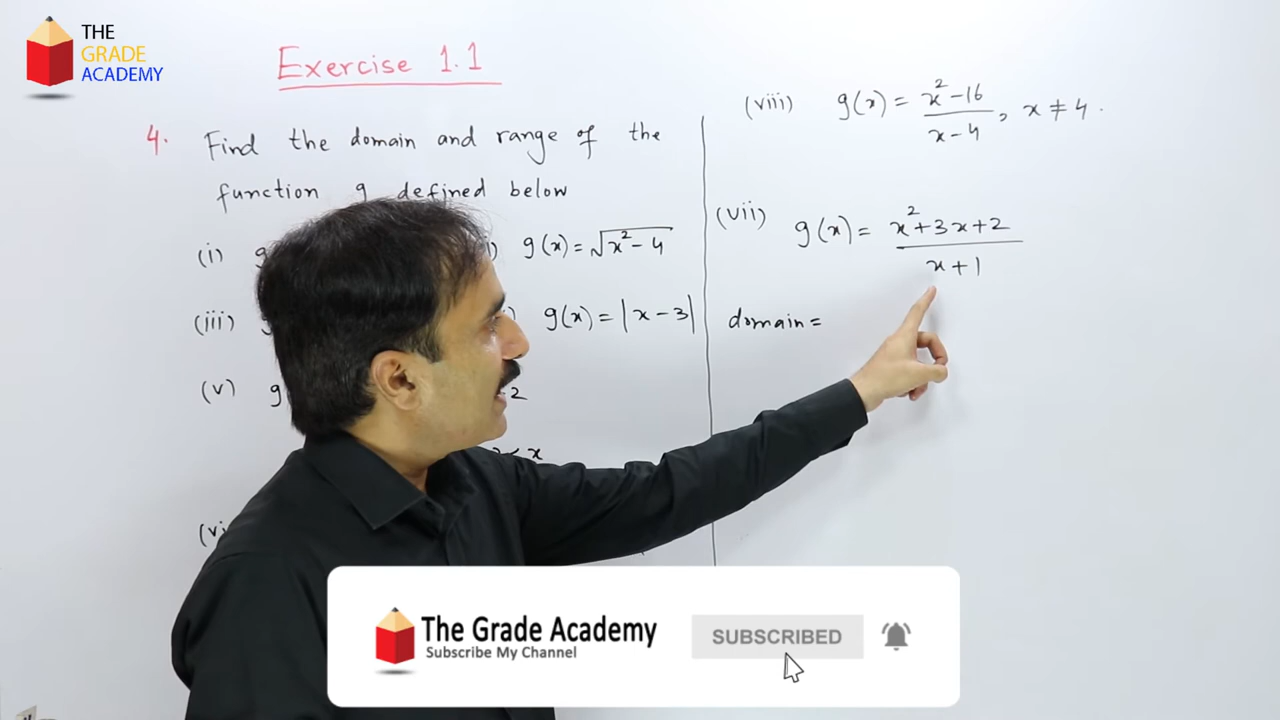 THE
GRADE
ACADEMY
Exercise 1.1
4. Find the domain and range of the
function g defined below
(i) g g(x) = √x²-4
(iii) g(x) = |x-3|
(v) g -2
x
(viii) g(x) = x²-16 / x-4, x ≠ 4.
(vii) g(x) = x²+3x+2 / x+1
domain =
The Grade Academy
Subscribe My Channel
SUBSCRIBED